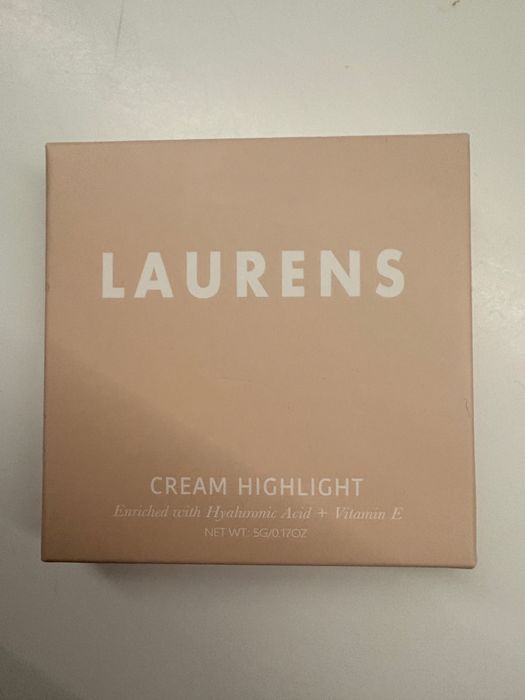 LAURENS
CREAM HIGHLIGHT
Enriched with Hyaluronic Acid + Vitamin E
NET WT: 5G/0.17OZ